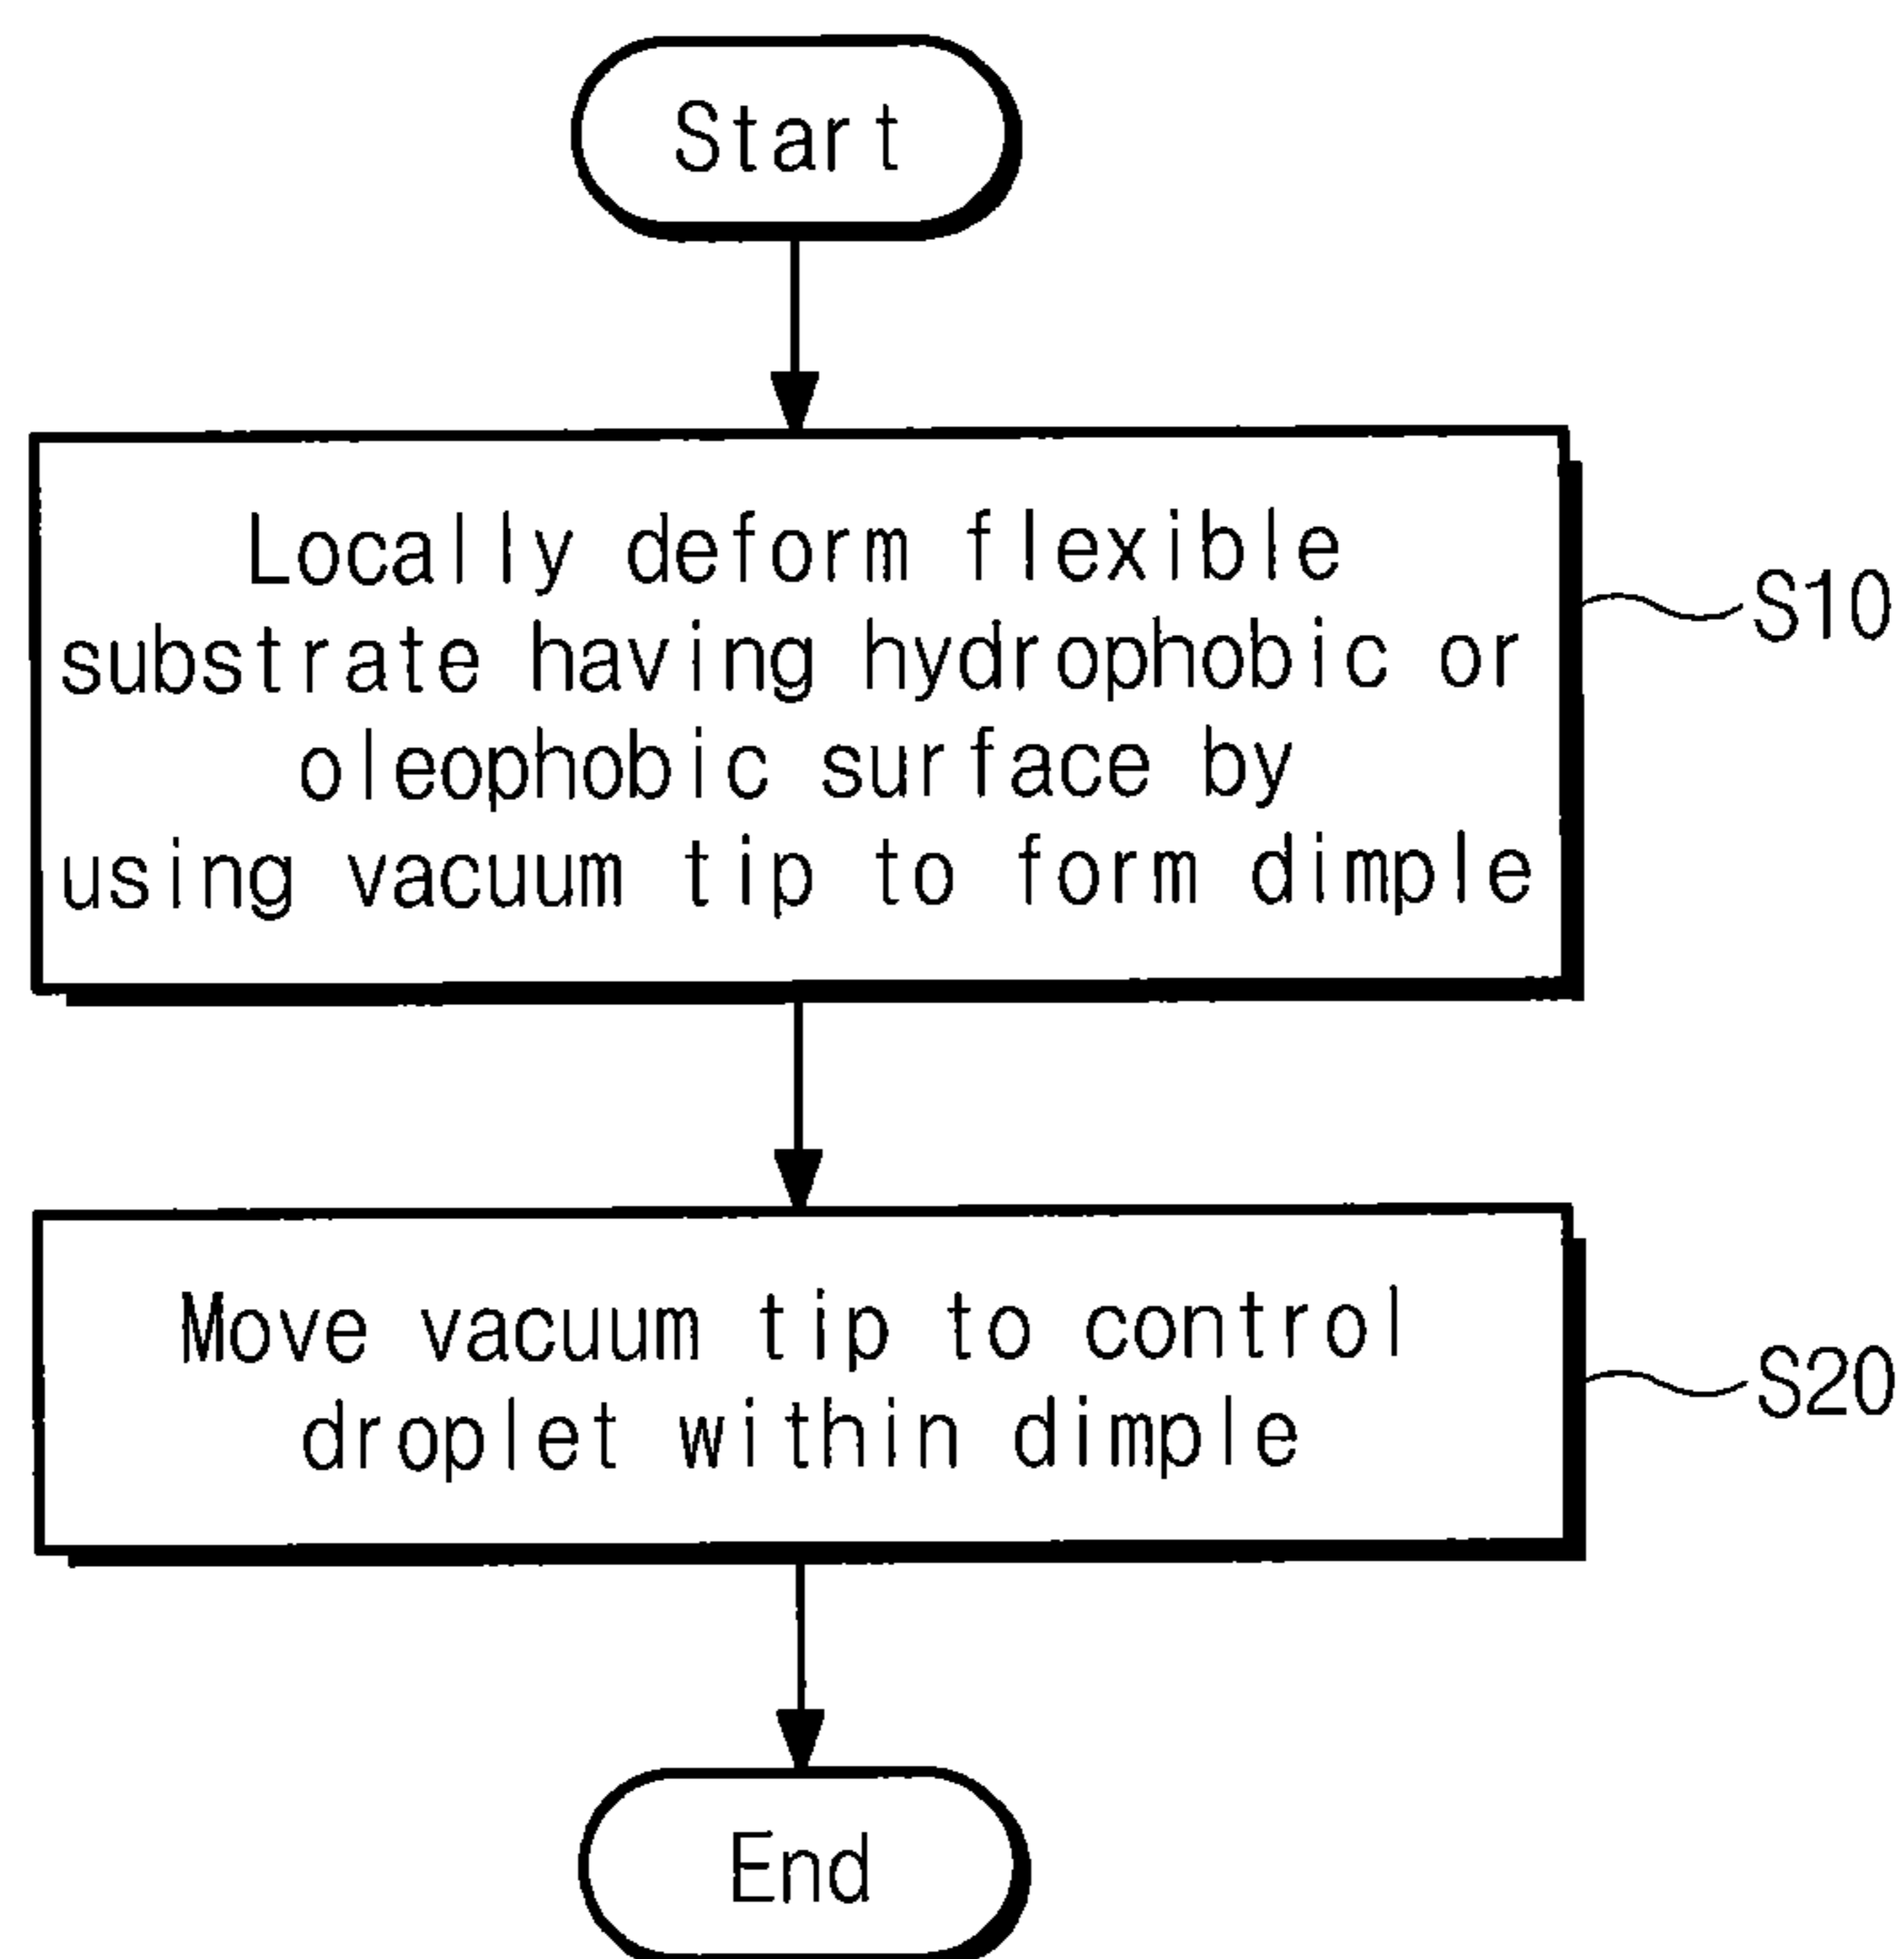 Start
Locally deform flexible
substrate having hydrophobic or
oleophobic surface by
using vacuum tip to form dimple
S10
Move vacuum tip to control
droplet within dimple
S20
End